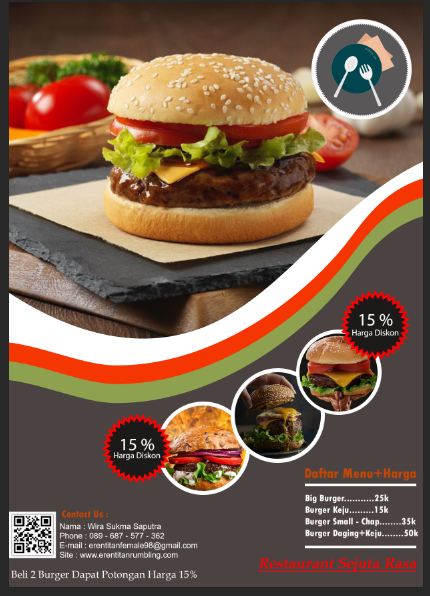 15 %
Harga Diskon
15 %
Harga Diskon
Daftar Menu+Harga
Big Burger...........25k
Burger Keju.........15k
Burger Small - Chap........35k
Burger Daging+Keju........50k
Contact Us :
Nama : Wira Sukma Saputra
Phone : 089 - 687 - 577 - 362
E-mail : erentitanfemale98@gmail.com
Site : www.erentitanrumbling.com
Restaurant Sejuta Rasa
Beli 2 Burger Dapat Potongan Harga 15%